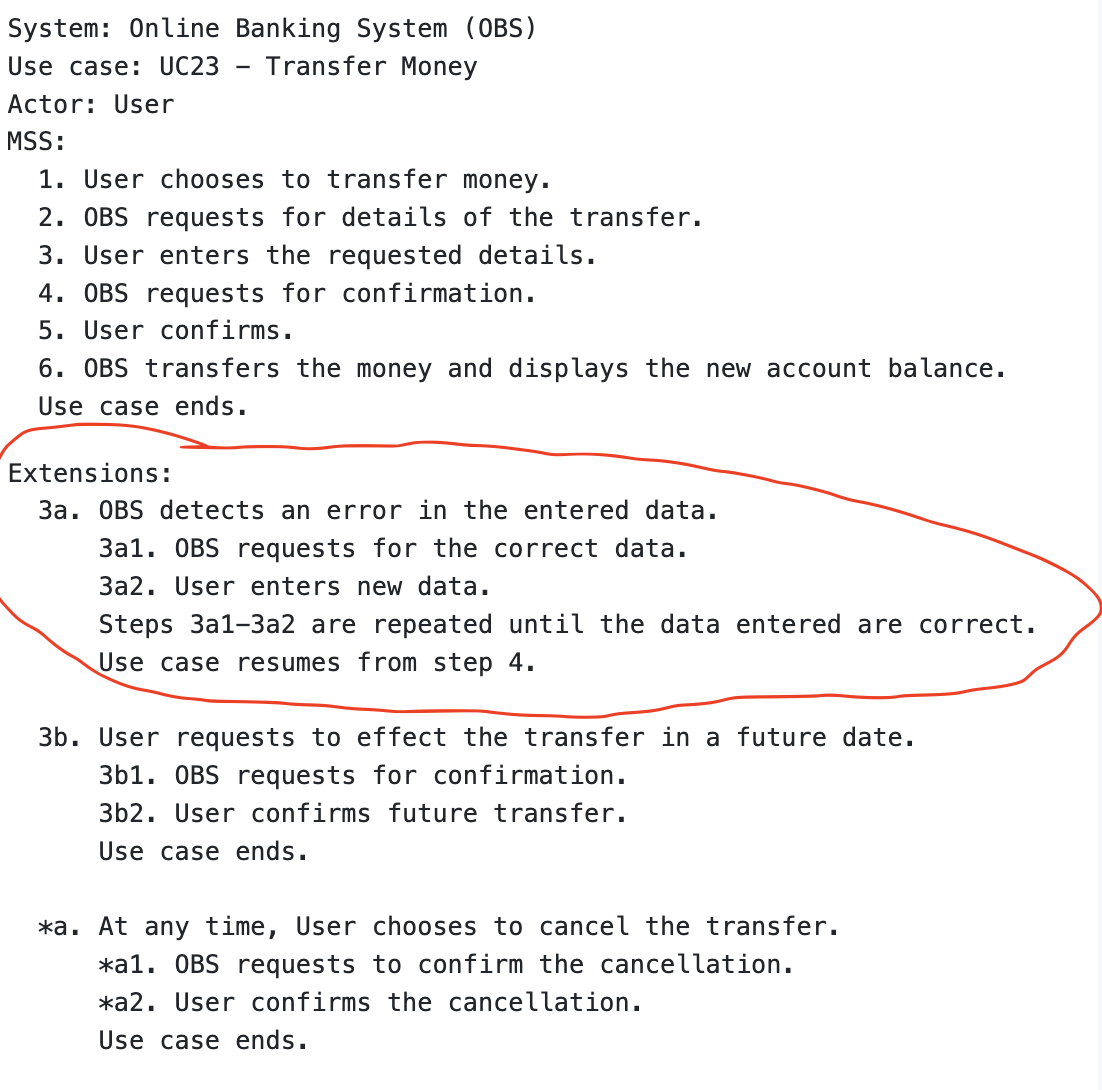 System: Online Banking System (OBS)
Use case: UC23 – Transfer Money
Actor: User
MSS:
1. User chooses to transfer money.
2. OBS requests for details of the transfer.
3. User enters the requested details.
4. OBS requests for confirmation.
5. User confirms.
6. OBS transfers the money and displays the new account balance.
Use case ends.
Extensions:
3a. OBS detects an error in the entered data.
3a1. OBS requests for the correct data.
3a2. User enters new data.
Steps 3a1–3a2 are repeated until the data entered are correct.
Use case resumes from step 4.
3b. User requests to effect the transfer in a future date.
3b1. OBS requests for confirmation.
3b2. User confirms future transfer.
Use case ends.
*a. At any time, User chooses to cancel the transfer.
*a1. OBS requests to confirm the cancellation.
*a2. User confirms the cancellation.
Use case ends.